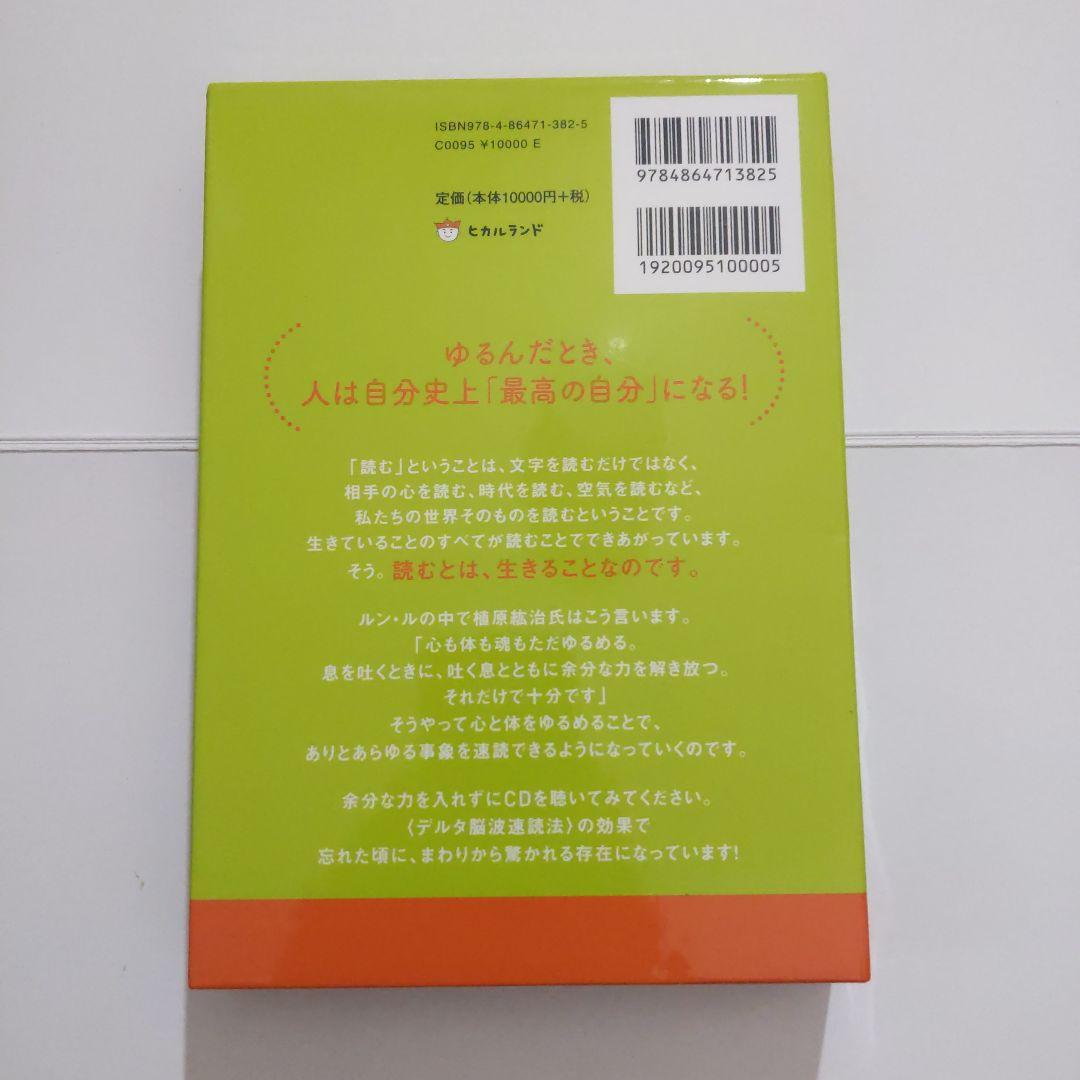 ISBN978-4-86471-382-5
C0095 ¥10000 E
定価(本体10000円+税)
ヒカルランド
9784864713825
1920095100005
ゆるんだとき、
人は自分史上「最高の自分」になる!
「読む」ということは、文字を読むだけではなく、
相手の心を読む、時代を読む、空気を読むなど、
私たちの世界そのものを読むということです。
生きていることのすべてが読むことでできあがっています。
そう。読むとは、生きることなのです。
ルン・ルの中で植原紘治氏はこう言います。
「心も体も魂もただゆるめる。
息を吐くときに、吐く息とともに余分な力を解き放つ。
それだけで十分です」
そうやって心と体をゆるめることで、
ありとあらゆる事象を速読できるようになっていくのです。
余分な力を入れずにCDを聴いてみてください。
〈デルタ脳波速読法〉の効果で
忘れた頃に、まわりから驚かれる存在になっています!